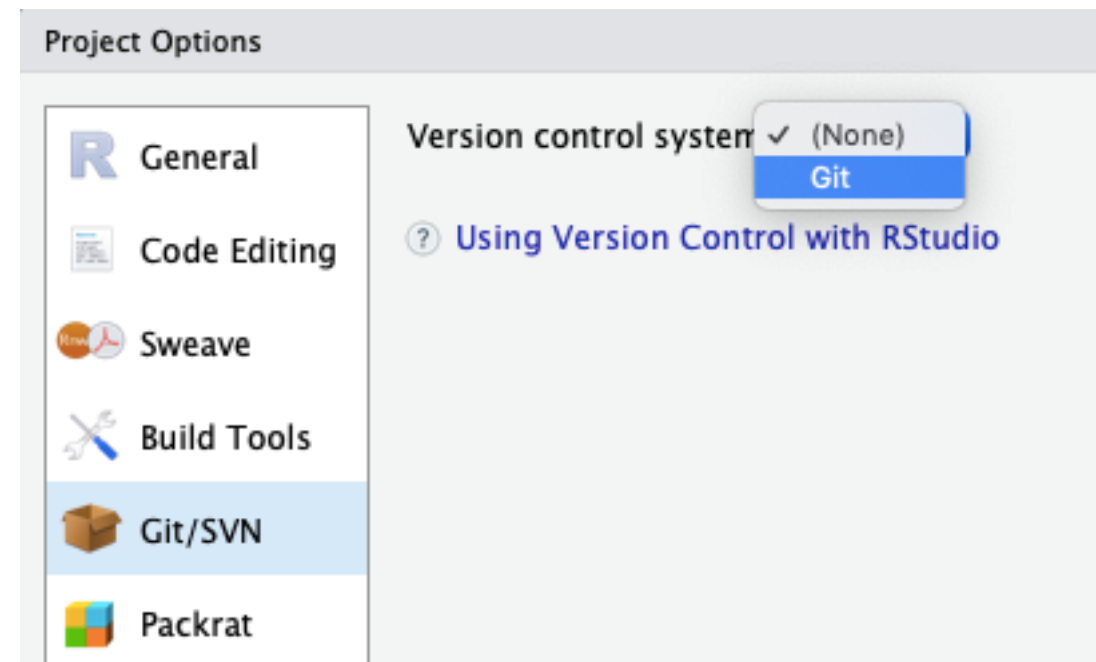 Project Options
General
Code Editing
Rnw
Sweave
Build Tools
Git/SVN
Packrat
Version control system
✓ (None)
Git
? Using Version Control with RStudio